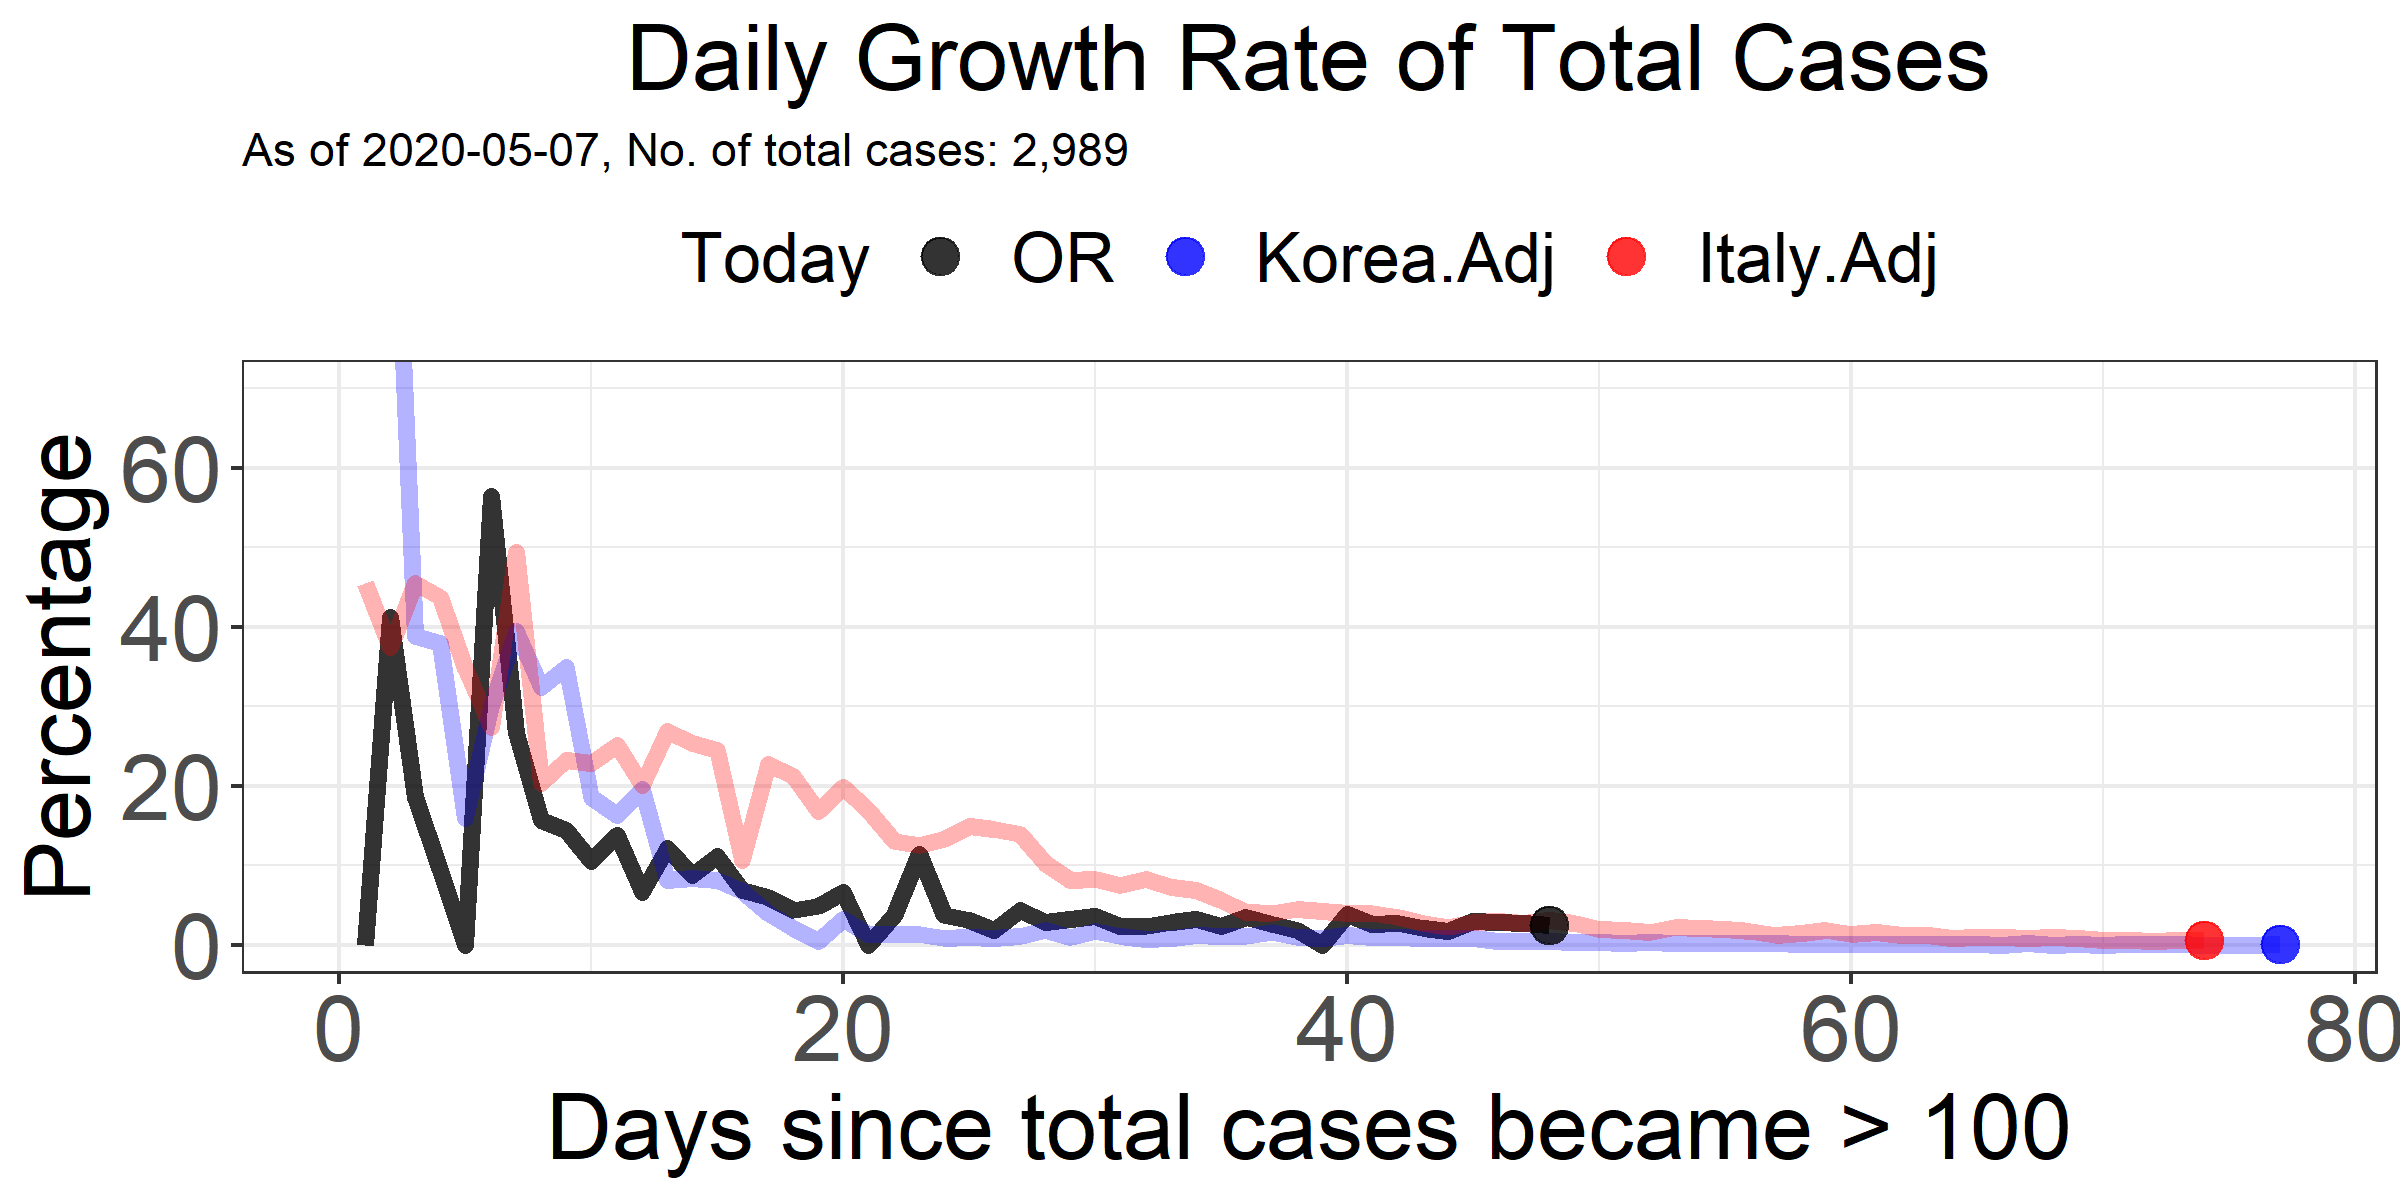 Daily Growth Rate of Total Cases
As of 2020-05-07, No. of total cases: 2,989
Today OR Korea.Adj Italy.Adj
Percentage
60
40
20
0
0 20 40 60 80
Days since total cases became > 100